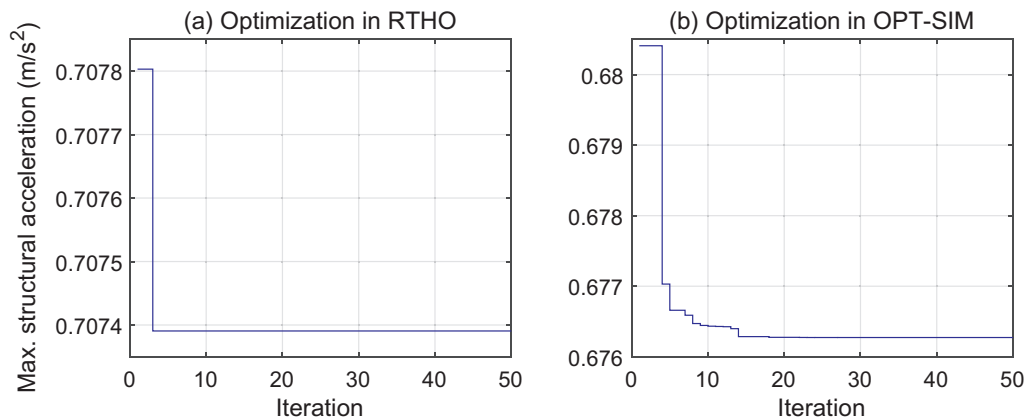 (a) Optimization in RTHO
(b) Optimization in OPT-SIM
Max. structural acceleration (m/s²)
0.7078
0.7077
0.7076
0.7075
0.7074
0 10 20 30 40 50
Iteration
0.68
0.679
0.678
0.677
0.676
0 10 20 30 40 50
Iteration